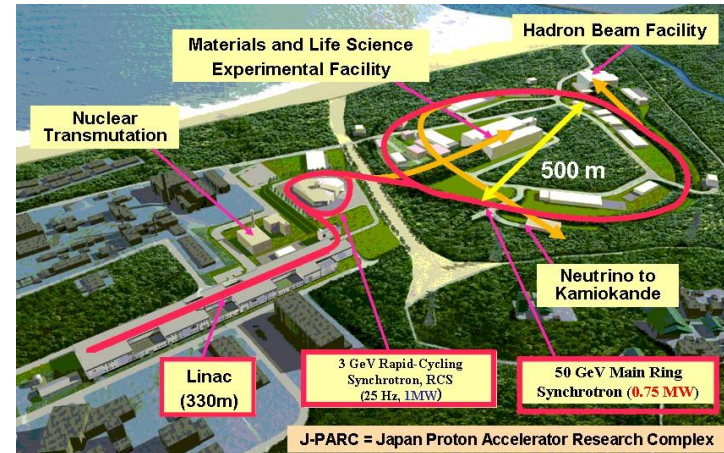 Hadron Beam Facility
Materials and Life Science
Experimental Facility
Nuclear
Transmutation
500 m
Neutrino to
Kamiokande
Linac
(330m)
3 GeV Rapid-Cycling
Synchrotron, RCS
(25 Hz, 1MW)
50 GeV Main Ring
Synchrotron (0.75 MW)
J-PARC = Japan Proton Accelerator Research Complex